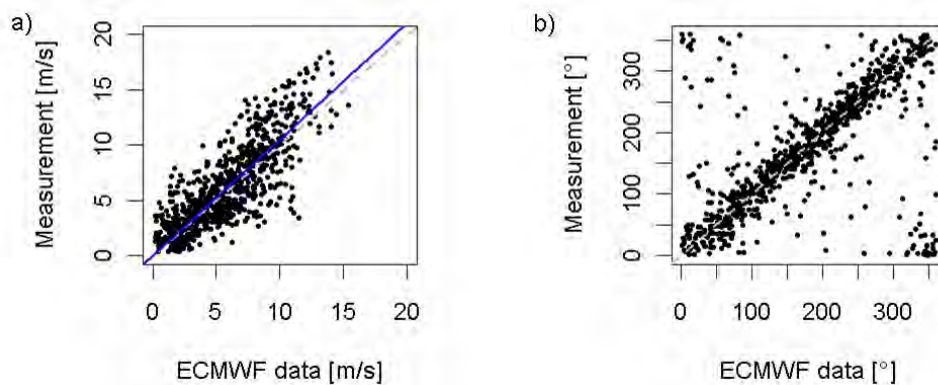 a)
Measurement [m/s]
20
15
10
5
0
0 5 10 15 20
ECMWF data [m/s]
b)
Measurement [°]
300
200
100
0
0 100 200 300
ECMWF data [°]